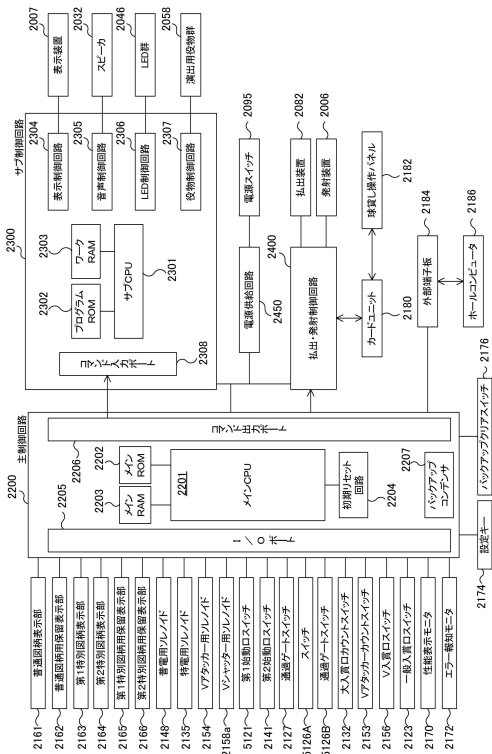 2200
主制御回路
2205
I/Oポート
2203
メイン
RAM
2202
メイン
ROM
2206
コマンド出力ポート
2201
メインCPU
初期リセット
回路
2204
2207
バックアップ
コンデンサ
2161
普通図柄表示部
2162
普通図柄用保留表示部
2163
第1特別図柄表示部
2164
第2特別図柄表示部
2165
第1特別図柄用保留表示部
2166
第2特別図柄用保留表示部
2148
普電用ソレノイド
2135
特電用ソレノイド
2154
Vアタッカー用ソレノイド
2158a
Vシャッター用ソレノイド
5121
第1始動口スイッチ
2141
第2始動口スイッチ
2127
通過ゲートスイッチ
5126A
スイッチ
5126B
通過ゲートスイッチ
2132
大入賞口カウントスイッチ
2153
Vアタッカーカウントスイッチ
2156
V入賞口スイッチ
2123
一般入賞口スイッチ
2170
性能表示モニタ
2172
エラー報知モニタ
2174
設定キー
2176
バックアップクリアスイッチ
2300
サブ制御回路
2308
コマンド入力ポート
2302
プログラム
ROM
2303
ワーク
RAM
サブCPU
2301
2304
表示制御回路
2305
音声制御回路
2306
LED制御回路
2307
役物制御回路
2007
表示装置
2032
スピーカ
2046
LED群
2058
演出用役物群
電源供給回路
2450
電源スイッチ
2095
2400
払出・発射制御回路
払出装置
2082
発射装置
2006
カードユニット
2180
球貸し操作パネル
2182
外部端子板
2184
ホールコンピュータ
2186